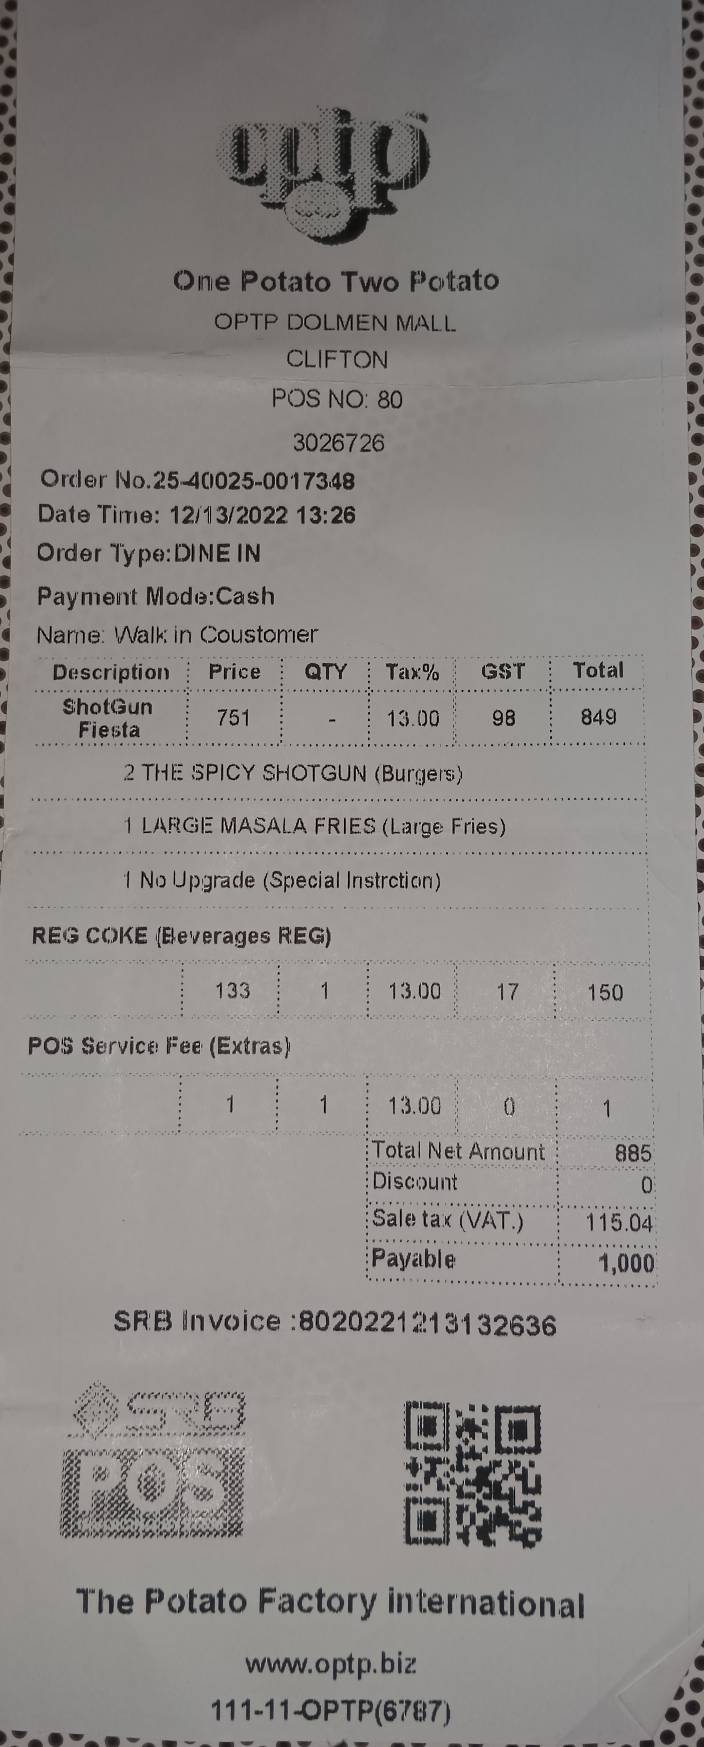 optp
One Potato Two Potato
OPTP DOLMEN MALL
CLIFTON
POS NO: 80
3026726
Order No.25-40025-0017348
Date Time: 12/13/2022 13:26
Order Type:DINE IN
Payment Mode:Cash
Name: Walk in Coustomer
Description Price QTY Tax% GST Total
ShotGun Fiesta 751 - 13.00 98 849
2 THE SPICY SHOTGUN (Burgers)
1 LARGE MASALA FRIES (Large Fries)
1 No Upgrade (Special Instrction)
REG COKE (Beverages REG)
133 1 13.00 17 150
POS Service Fee (Extras)
1 1 13.00 0 1
Total Net Amount 885
Discount 0
Sale tax (VAT.) 115.04
Payable 1,000
SRB Invoice :8020221213132636
SRB
POS
The Potato Factory international
www.optp.biz
111-11-OPTP(6787)